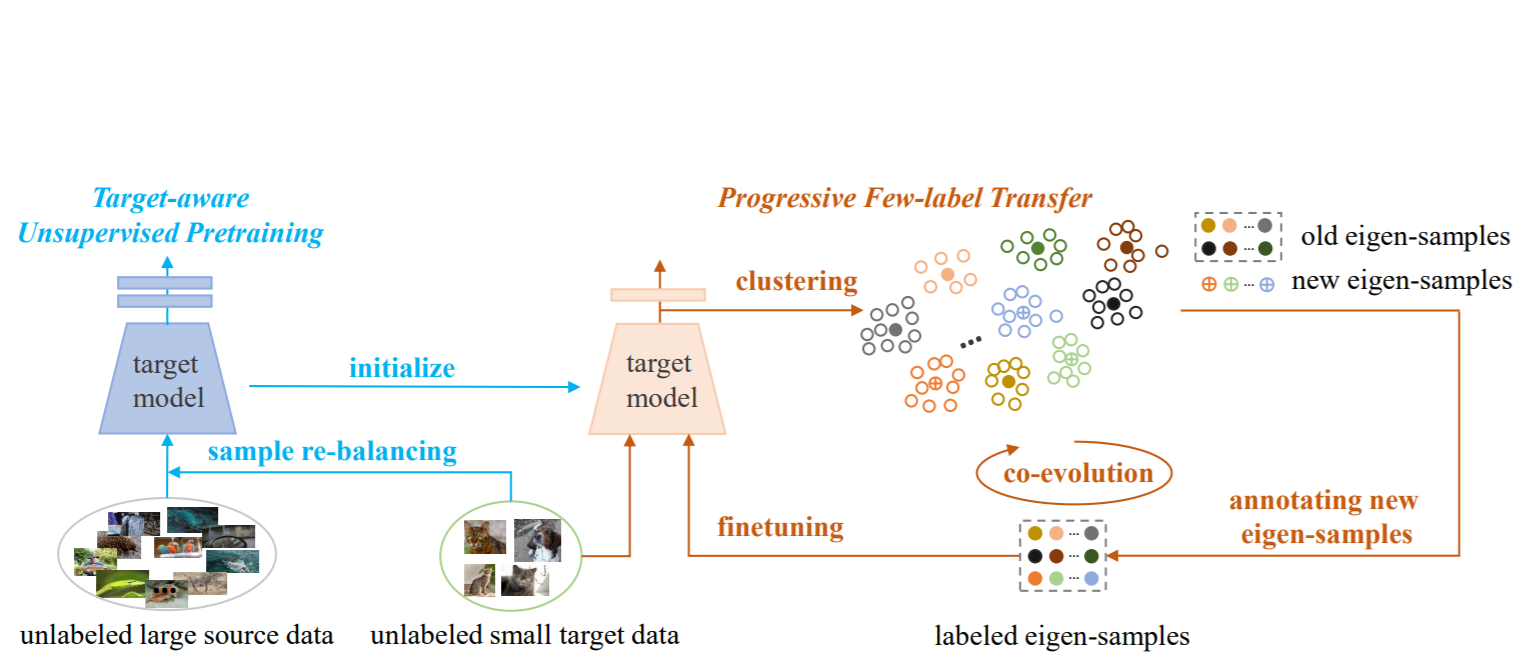 Target-aware
Unsupervised Pretraining
Progressive Few-label Transfer
old eigen-samples
new eigen-samples
clustering
target
model
initialize
target
model
sample re-balancing
co-evolution
finetuning
annotating new
eigen-samples
unlabeled large source data
unlabeled small target data
labeled eigen-samples